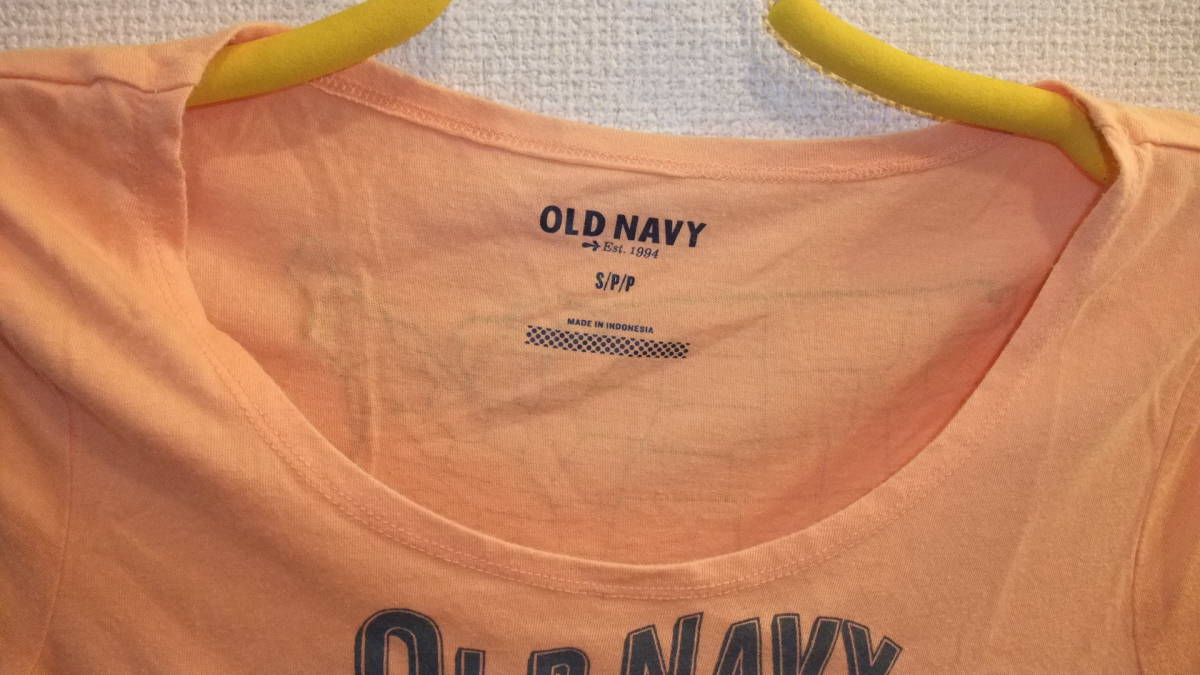 OLD NAVY
Est. 1994
S/P/P
MADE IN INDONESIA
OLD NAVY